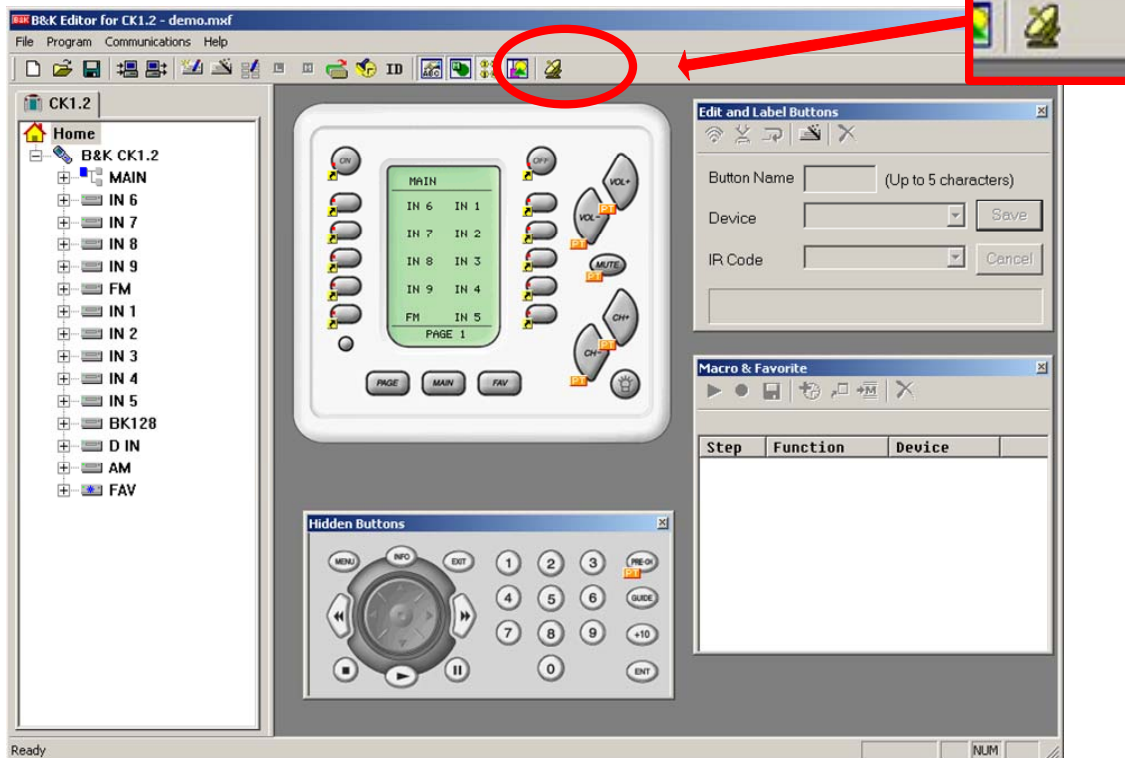 B&K Editor for CK1.2 - demo.mxf
File Program Communications Help
ID
CK1.2
Home
B&K CK1.2
MAIN
IN 6
IN 7
IN 8
IN 9
FM
IN 1
IN 2
IN 3
IN 4
IN 5
BK128
D IN
AM
FAV
ON
OFF
MAIN
IN 6 IN 1
IN 7 IN 2
IN 8 IN 3
IN 9 IN 4
FM IN 5
PAGE 1
VOL+
VOL-
PT
PT
MUTE
PT
CH+
PT
CH-
PT
PAGE MAIN FAV
Hidden Buttons
MENU INFO EXIT 1 2 3 PRE-CH
PT
4 5 6 GUIDE
7 8 9 +10
0 ENT
Edit and Label Buttons
Button Name (Up to 5 characters)
Device Save
IR Code Cancel
Macro & Favorite
M
Step Function Device
Ready NUM